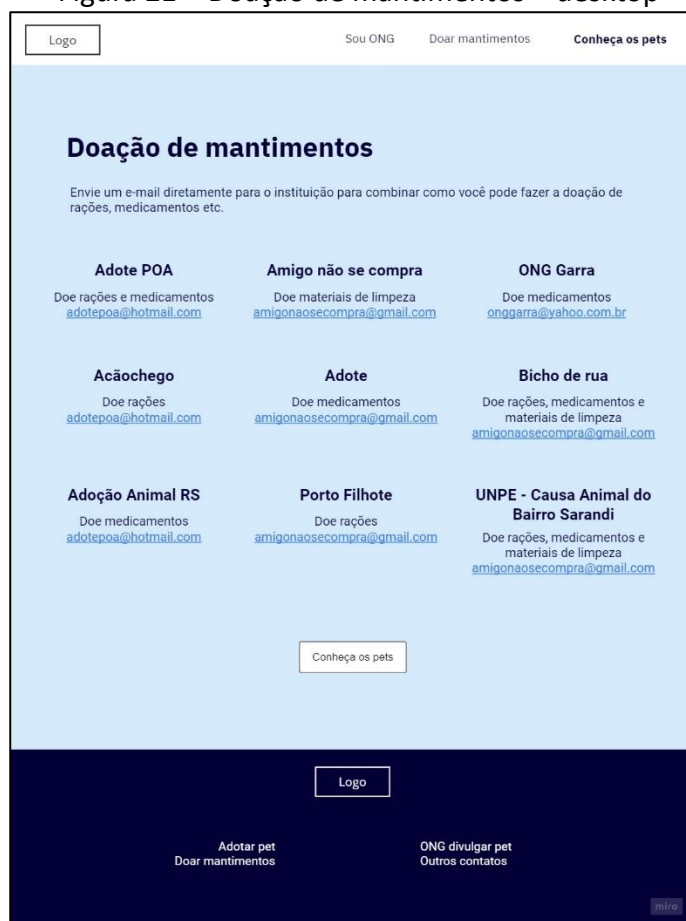 Logo
Sou ONG
Doar mantimentos
Conheça os pets
Doação de mantimentos
Envie um e-mail diretamente para o instituição para combinar como você pode fazer a doação de
rações, medicamentos etc.
Adote POA
Doe rações e medicamentos
adotepoa@hotmail.com
Amigo não se compra
Doe materiais de limpeza
amigonaosecompra@gmail.com
ONG Garra
Doe medicamentos
onggarra@yahoo.com.br
Acãochego
Doe rações
adotepoa@hotmail.com
Adote
Doe medicamentos
amigonaosecompra@gmail.com
Bicho de rua
Doe rações, medicamentos e
materiais de limpeza
amigonaosecompra@gmail.com
Adoção Animal RS
Doe medicamentos
adotepoa@hotmail.com
Porto Filhote
Doe rações
amigonaosecompra@gmail.com
UNPE - Causa Animal do
Bairro Sarandi
Doe rações, medicamentos e
materiais de limpeza
amigonaosecompra@gmail.com
Conheça os pets
Logo
Adotar pet
Doar mantimentos
ONG divulgar pet
Outros contatos
miro